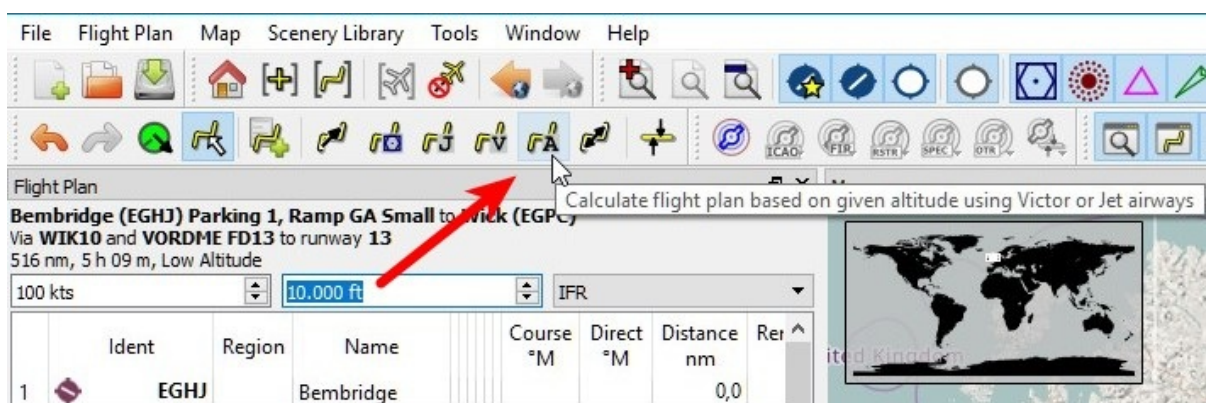 File Flight Plan Map Scenery Library Tools Window Help
J V A ICAO FIR RSTR SPEC OTR
Flight Plan
Calculate flight plan based on given altitude using Victor or Jet airways
Bembridge (EGHJ) Parking 1, Ramp GA Small to Wick (EGPC)
Via WIK10 and VORDME FD13 to runway 13
516 nm, 5 h 09 m, Low Altitude
100 kts 10.000 ft IFR
Ident Region Name Course °M Direct °M Distance nm
United Kingdom
1 EGHJ Bembridge 0,0